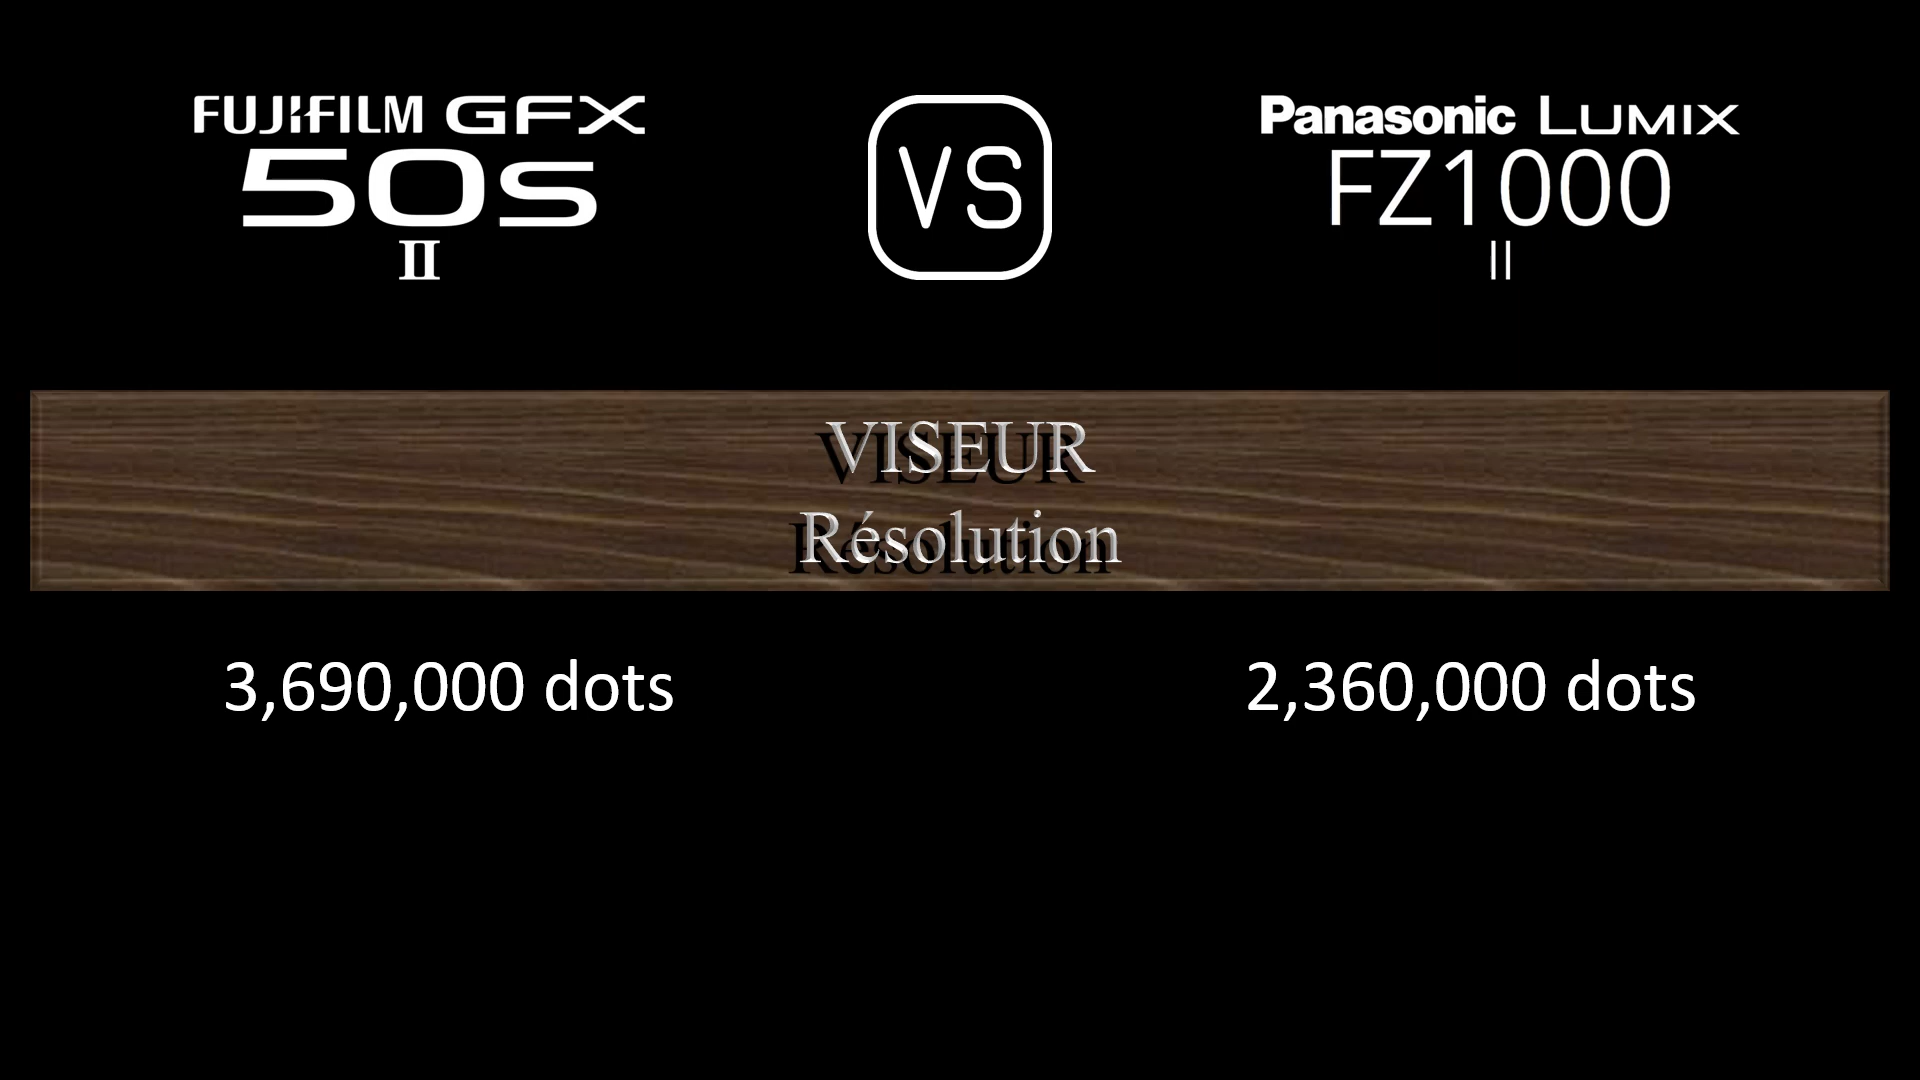 FUJIFILM GFX
50s
II
VS
Panasonic LUMIX
FZ1000
II
VISEUR
Résolution
3,690,000 dots
2,360,000 dots